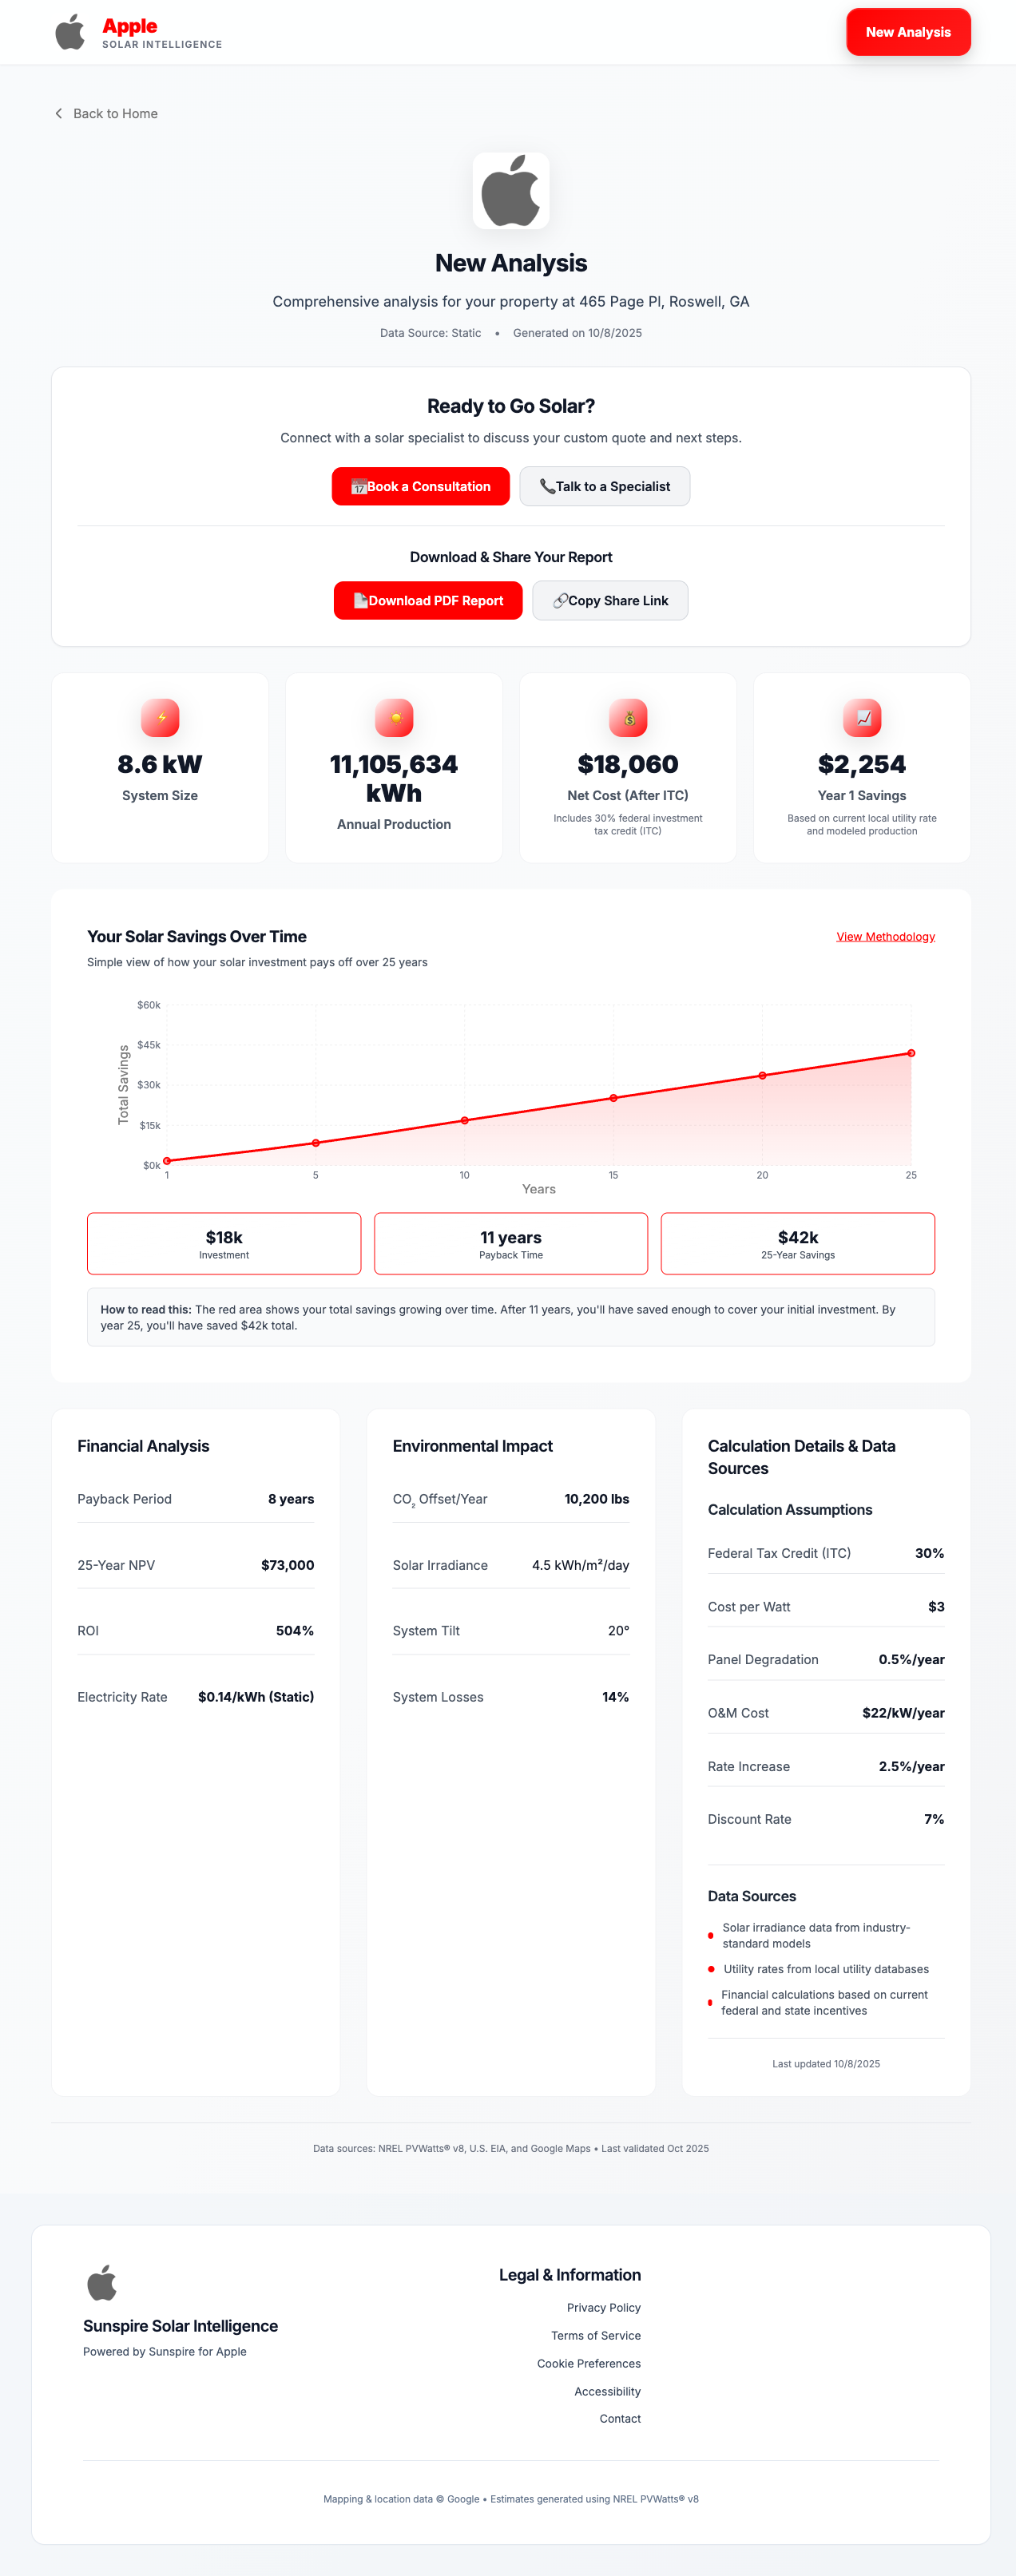 Apple
SOLAR INTELLIGENCE
New Analysis
Back to Home
New Analysis
Comprehensive analysis for your property at 465 Page Pl, Roswell, GA
Data Source: Static • Generated on 10/8/2025
Ready to Go Solar?
Connect with a solar specialist to discuss your custom quote and next steps.
📅Book a Consultation
📞Talk to a Specialist
Download & Share Your Report
📄Download PDF Report
🔗Copy Share Link
8.6 kW
System Size
11,105,634
kWh
Annual Production
$18,060
Net Cost (After ITC)
Includes 30% federal investment
tax credit (ITC)
$2,254
Year 1 Savings
Based on current local utility rate
and modeled production
Your Solar Savings Over Time
View Methodology
Simple view of how your solar investment pays off over 25 years
Total Savings
$60k
$45k
$30k
$15k
$0k
1 5 10 15 20 25
Years
$18k
Investment
11 years
Payback Time
$42k
25-Year Savings
How to read this: The red area shows your total savings growing over time. After 11 years, you'll have saved enough to cover your initial investment. By
year 25, you'll have saved $42k total.
Financial Analysis
Payback Period 8 years
25-Year NPV $73,000
ROI 504%
Electricity Rate $0.14/kWh (Static)
Environmental Impact
CO₂ Offset/Year 10,200 lbs
Solar Irradiance 4.5 kWh/m²/day
System Tilt 20°
System Losses 14%
Calculation Details & Data
Sources
Calculation Assumptions
Federal Tax Credit (ITC) 30%
Cost per Watt $3
Panel Degradation 0.5%/year
O&M Cost $22/kW/year
Rate Increase 2.5%/year
Discount Rate 7%
Data Sources
Solar irradiance data from industry-
standard models
Utility rates from local utility databases
Financial calculations based on current
federal and state incentives
Last updated 10/8/2025
Data sources: NREL PVWatts® v8, U.S. EIA, and Google Maps • Last validated Oct 2025
Sunspire Solar Intelligence
Powered by Sunspire for Apple
Legal & Information
Privacy Policy
Terms of Service
Cookie Preferences
Accessibility
Contact
Mapping & location data © Google • Estimates generated using NREL PVWatts® v8